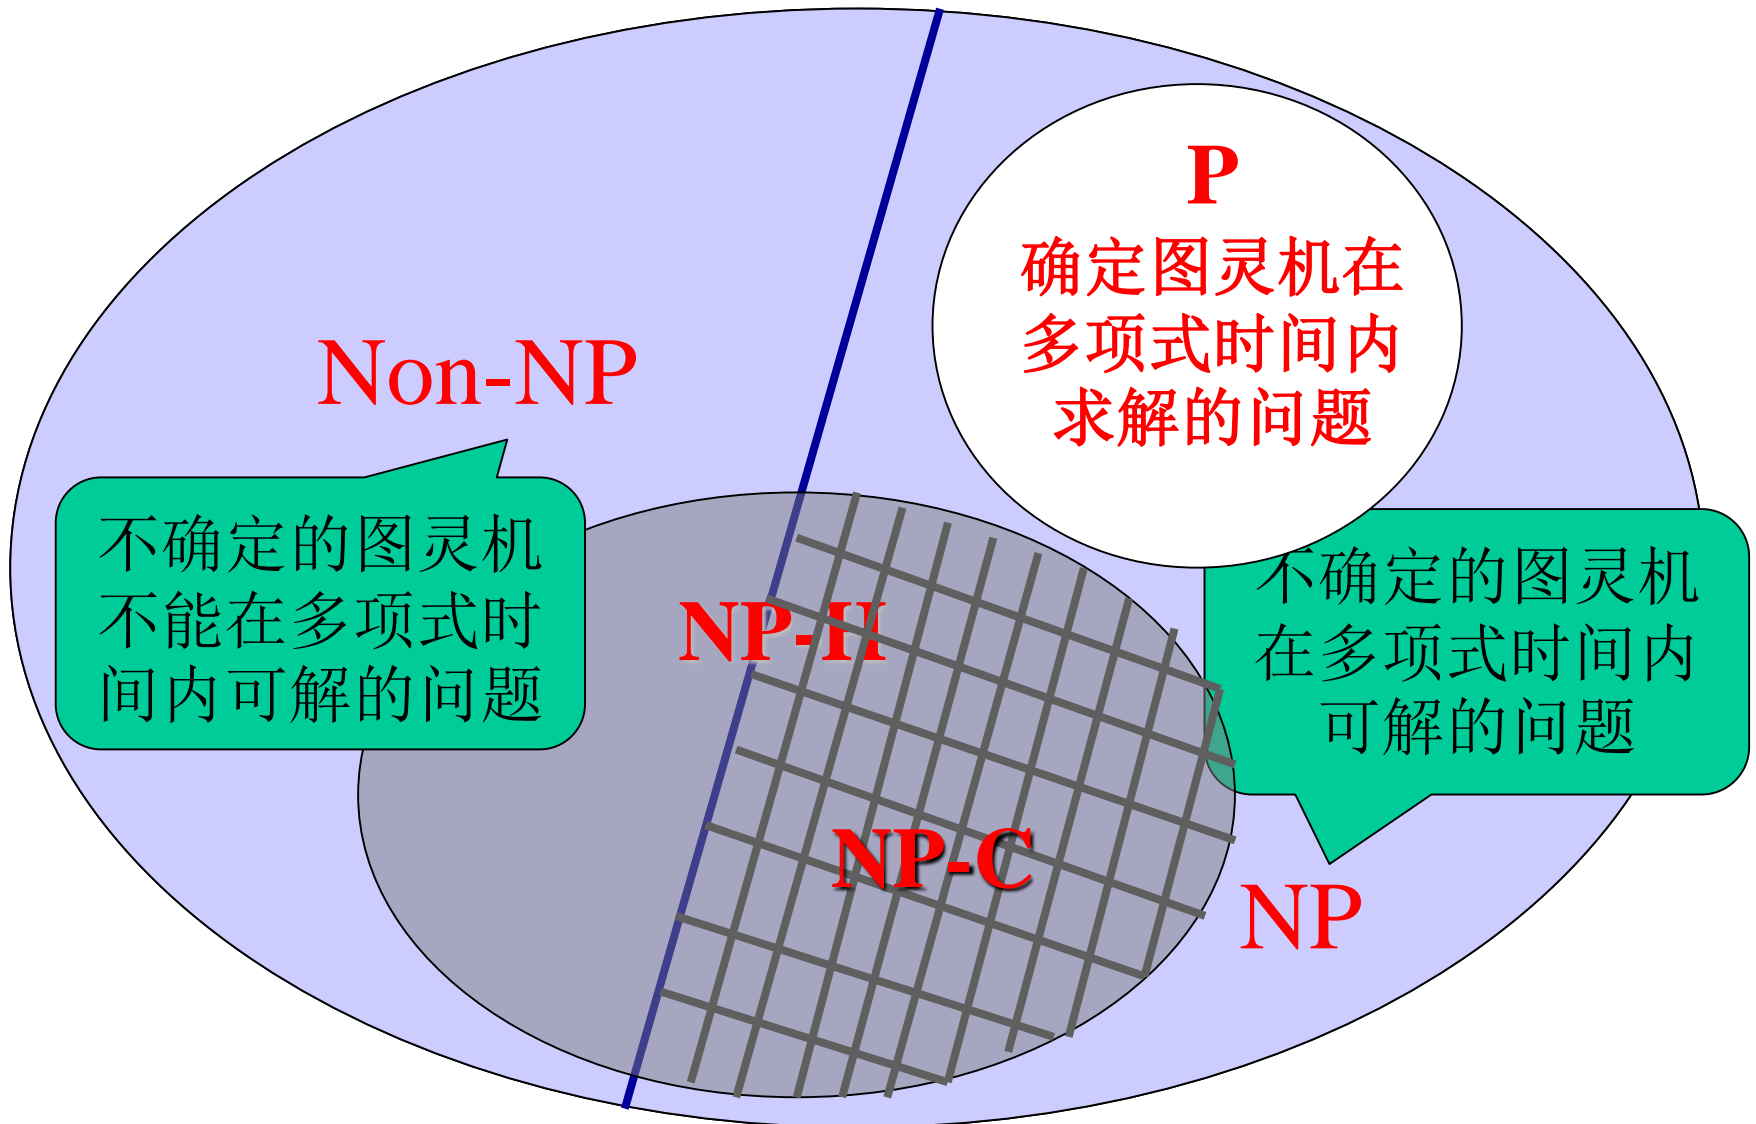 P
确定图灵机在
多项式时间内
求解的问题
Non-NP
不确定的图灵机
不能在多项式时
间内可解的问题
不确定的图灵机
在多项式时间内
可解的问题
NP-H
NP-C
NP